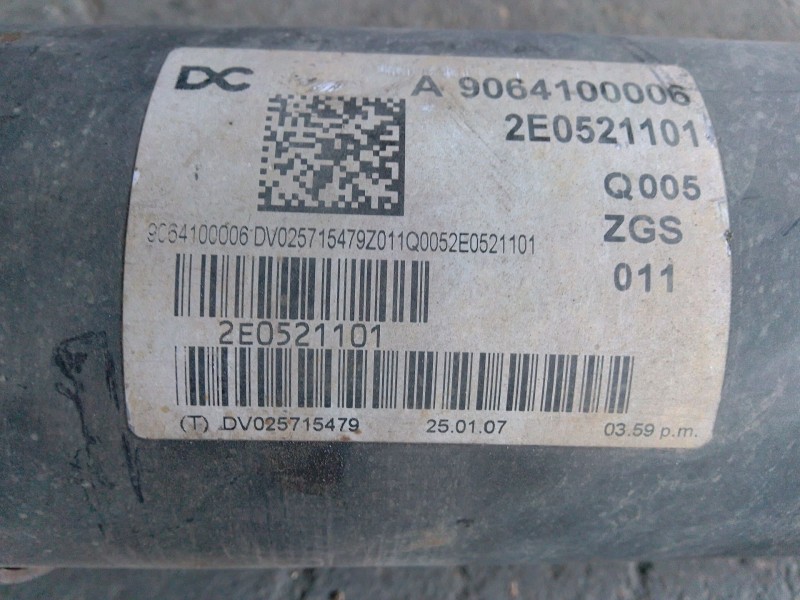 DC A 9064100006
2E0521101
Q005
ZGS
011
9064100006 DV025715479Z011Q0052E0521101
2E0521101
(T) DV025715479 25.01.07 03.59 p.m.